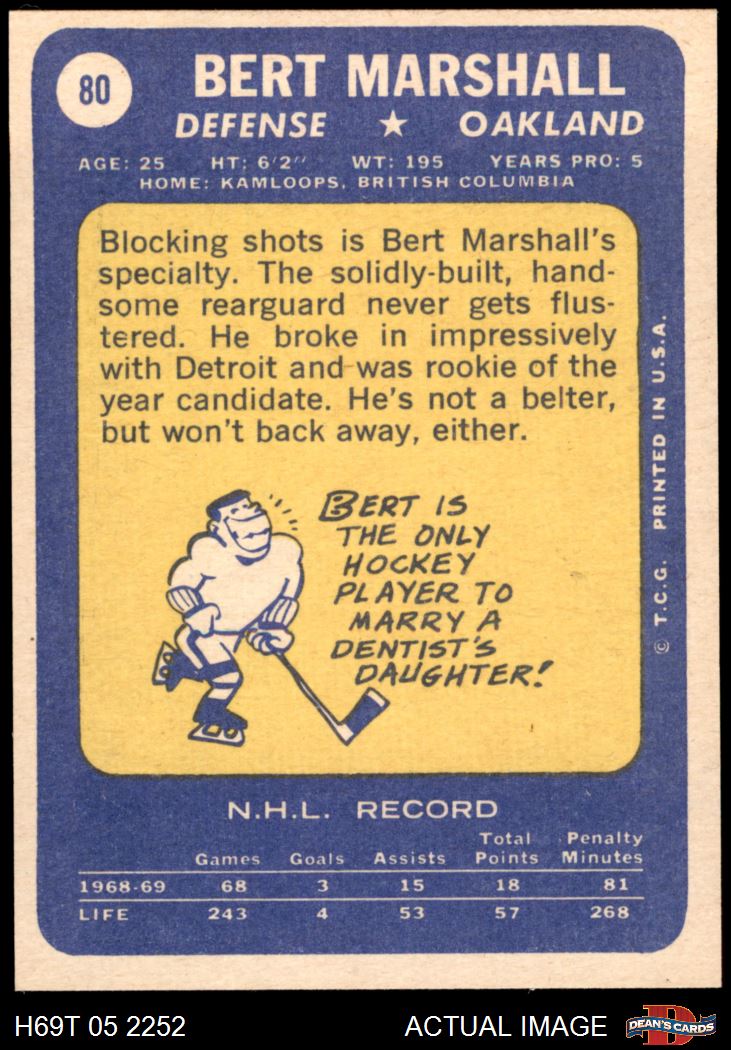 80
BERT MARSHALL
DEFENSE ★ OAKLAND
AGE: 25 HT: 6'2'' WT: 195 YEARS PRO: 5
HOME: KAMLOOPS, BRITISH COLUMBIA
Blocking shots is Bert Marshall's
specialty. The solidly-built, hand-
some rearguard never gets flus-
tered. He broke in impressively
with Detroit and was rookie of the
year candidate. He's not a belter,
but won't back away, either.
BERT IS
THE ONLY
HOCKEY
PLAYER TO
MARRY A
DENTIST'S
DAUGHTER!
© T.C.G. PRINTED IN U.S.A.
N.H.L. RECORD
Games Goals Assists Total Points Penalty Minutes
1968-69 68 3 15 18 81
LIFE 243 4 53 57 268
H69T 05 2252 ACTUAL IMAGE
D
DEAN'S CARDS